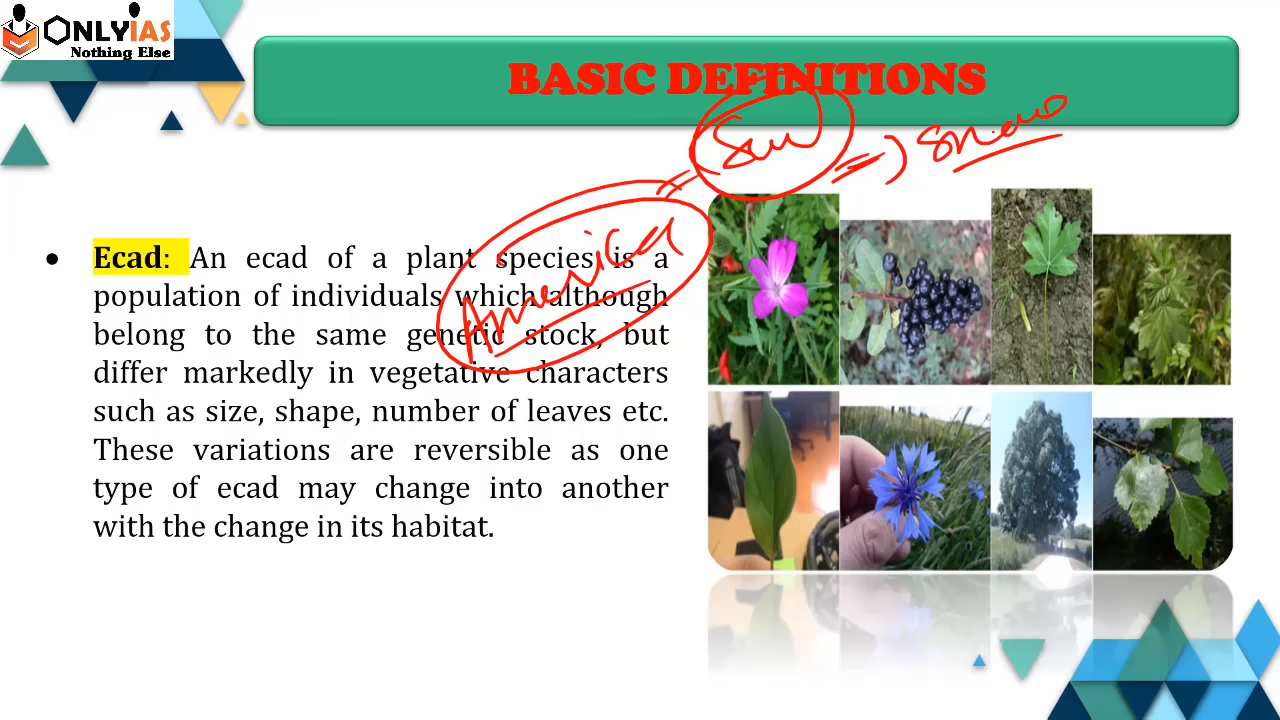 ONLYIAS
Nothing Else
BASIC DEFINITIONS
Sun
America
• Ecad: An ecad of a plant species is a
population of individuals which although
belong to the same genetic stock, but
differ markedly in vegetative characters
such as size, shape, number of leaves etc.
These variations are reversible as one
type of ecad may change into another
with the change in its habitat.